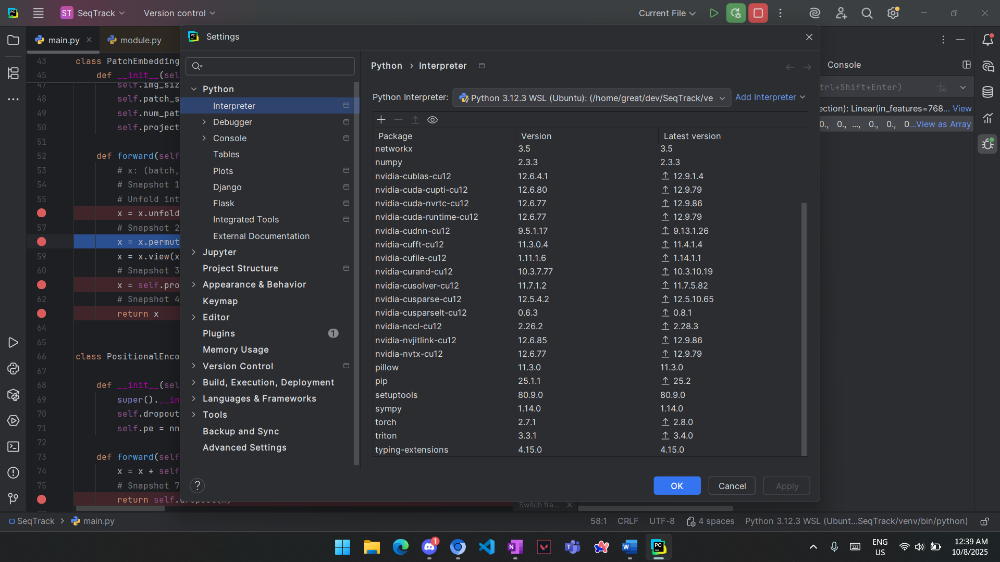 ST SeqTrack Version control Current File
main.py module.py
Settings
43 class PatchEmbedding
45 def __init__(sel
47 self.img_siz
48 self.patch_s
49 self.num_pat
50 self.project
51
52 def forward(self
53 # x: (batch,
54 # Snapshot 1
55 # Unfold int
x = x.unfold
57 # Snapshot 2
x = x.permut
59 x = x.view(x
60 # Snapshot 3
x = self.pro
62 # Snapshot 4
return x
64
65
66 class PositionalEnco
67
68 def __init__(sel
69 super().__in
70 self.dropout
71 self.pe = nn
72
73 def forward(self
74 x = x + self
75 # Snapshot 7
return self.dropout(x)
Python
Interpreter
Debugger
Console
Tables
Plots
Django
Flask
Integrated Tools
External Documentation
Jupyter
Project Structure
Appearance & Behavior
Keymap
Editor
Plugins 1
Memory Usage
Version Control
Build, Execution, Deployment
Languages & Frameworks
Tools
Backup and Sync
Advanced Settings
Python › Interpreter
Python Interpreter: Python 3.12.3 WSL (Ubuntu): (/home/great/dev/SeqTrack/ve Add Interpreter
Package Version Latest version
networkx 3.5 3.5
numpy 2.3.3 2.3.3
nvidia-cublas-cu12 12.6.4.1 12.9.1.4
nvidia-cuda-cupti-cu12 12.6.80 12.9.79
nvidia-cuda-nvrtc-cu12 12.6.77 12.9.86
nvidia-cuda-runtime-cu12 12.6.77 12.9.79
nvidia-cudnn-cu12 9.5.1.17 9.13.1.26
nvidia-cufft-cu12 11.3.0.4 11.4.1.4
nvidia-cufile-cu12 1.11.1.6 1.14.1.1
nvidia-curand-cu12 10.3.7.77 10.3.10.19
nvidia-cusolver-cu12 11.7.1.2 11.7.5.82
nvidia-cusparse-cu12 12.5.4.2 12.5.10.65
nvidia-cusparselt-cu12 0.6.3 0.8.1
nvidia-nccl-cu12 2.26.2 2.28.3
nvidia-nvjitlink-cu12 12.6.85 12.9.86
nvidia-nvtx-cu12 12.6.77 12.9.79
pillow 11.3.0 11.3.0
pip 25.1.1 25.2
setuptools 80.9.0 80.9.0
sympy 1.14.0 1.14.0
torch 2.7.1 2.8.0
triton 3.3.1 3.4.0
typing-extensions 4.15.0 4.15.0
? OK Cancel Apply
Console
trl+Shift+Enter)
ection): Linear(in_features=768... View
0., 0., ..., 0., 0., 0...View as Array
Switch fra...
SeqTrack › main.py 58:1 CRLF UTF-8 4 spaces Python 3.12.3 WSL (Ubunt...SeqTrack/venv/bin/python)
1
ENG
US
12:39 AM
10/8/2025